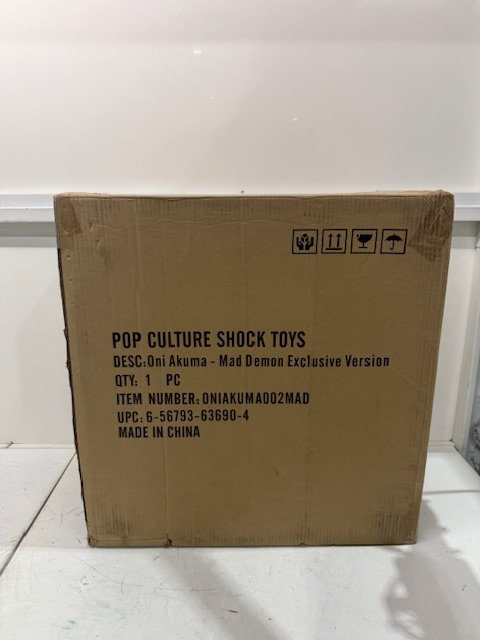 POP CULTURE SHOCK TOYS
DESC:Oni Akuma - Mad Demon Exclusive Version
QTY: 1 PC
ITEM NUMBER: ONIAKUMA002MAD
UPC: 6-56793-63690-4
MADE IN CHINA